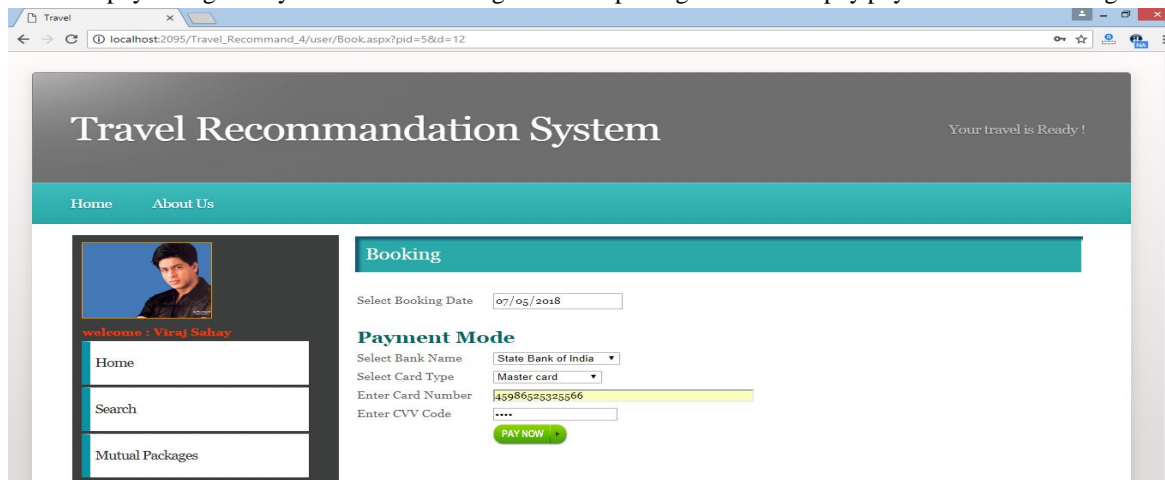 Travel
localhost:2095/Travel_Recommand_4/user/Book.aspx?pid=5&d=12
Travel Recommandation System
Your travel is Ready !
Home About Us
Booking
Select Booking Date 07/05/2018
welcome : Viraj Sahay
Payment Mode
Select Bank Name State Bank of India
Home
Select Card Type Master card
Enter Card Number 45986525325566
Search
Enter CVV Code ••••
PAY NOW
Mutual Packages